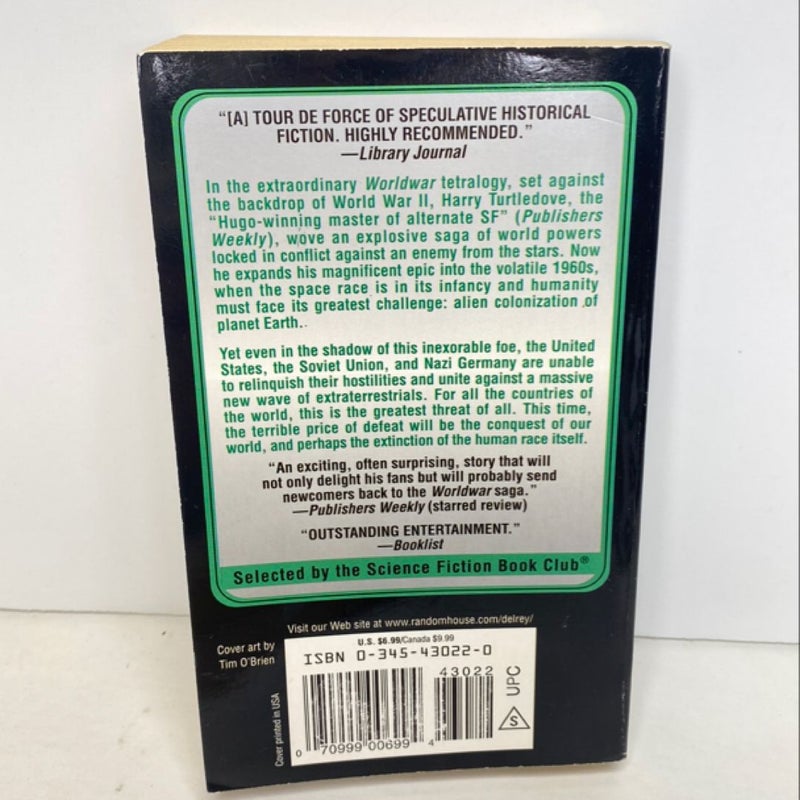 “[A] TOUR DE FORCE OF SPECULATIVE HISTORICAL
FICTION. HIGHLY RECOMMENDED.”
—Library Journal
In the extraordinary Worldwar tetralogy, set against
the backdrop of World War II, Harry Turtledove, the
“Hugo-winning master of alternate SF” (Publishers
Weekly), wove an explosive saga of world powers
locked in conflict against an enemy from the stars. Now
he expands his magnificent epic into the volatile 1960s,
when the space race is in its infancy and humanity
must face its greatest challenge: alien colonization of
planet Earth.
Yet even in the shadow of this inexorable foe, the United
States, the Soviet Union, and Nazi Germany are unable
to relinquish their hostilities and unite against a massive
new wave of extraterrestrials. For all the countries of
the world, this is the greatest threat of all. This time,
the terrible price of defeat will be the conquest of our
world, and perhaps the extinction of the human race itself.
“An exciting, often surprising, story that will
not only delight his fans but will probably send
newcomers back to the Worldwar saga.”
—Publishers Weekly (starred review)
“OUTSTANDING ENTERTAINMENT.”
—Booklist
Selected by the Science Fiction Book Club®
Visit our Web site at www.randomhouse.com/delrey/
Cover art by
Tim O'Brien
Cover printed in USA
U.S. $6.99/Canada $9.99
ISBN 0-345-43022-0
43022
0 70999 00699 4
UPC
S